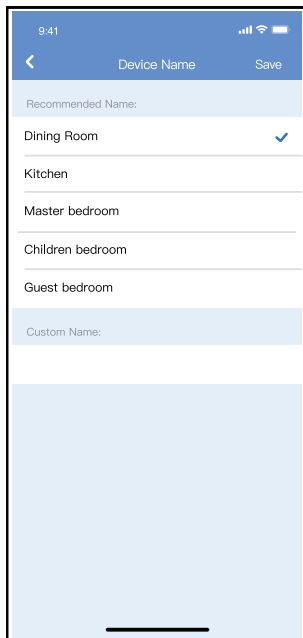 9:41
Device Name Save
Recommended Name:
Dining Room
Kitchen
Master bedroom
Children bedroom
Guest bedroom
Custom Name: